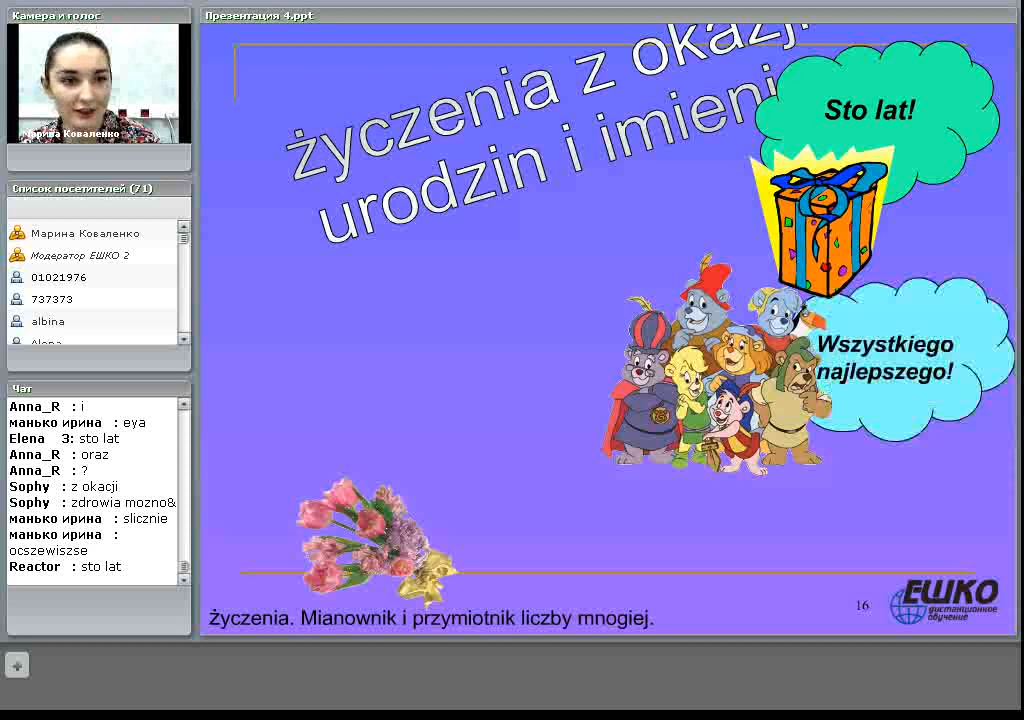 Камера и голос
Марина Коваленко
Список посетителей (71)
Марина Коваленко
Модератор ЕШКО 2
01021976
737373
albina
Alena
Чат
Anna_R : i
манько ирина : eya
Elena 3: sto lat
Anna_R : oraz
Anna_R : ?
Sophy : z okacji
Sophy : zdrowia mozno&
манько ирина : slicznie
манько ирина :
ocszewiszse
Reactor : sto lat
Презентация 4.ppt
życzenia z okazji
urodzin i imieni
Sto lat!
Wszystkiego
najlepszego!
życzenia. Mianownik i przymiotnik liczby mnogiej.
16
ЕШКО
дистанционное
обучение